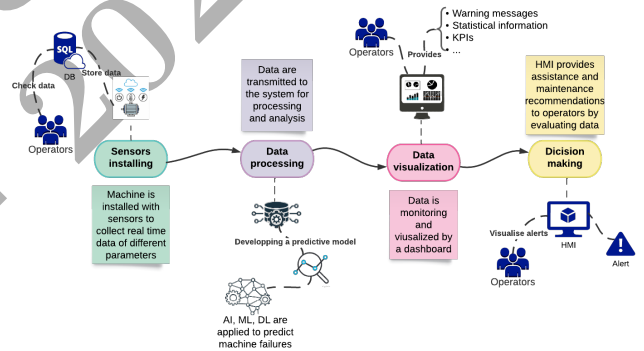 • Warning messages
• Statistical information
• KPIs
• ...
Operators
Provides
SQL
DB
Store data
Check data
Operators
Data are
transmitted to
the system for
processing
and analysis
HMI provides
assistance and
maintenance
recommendations
to operators by
evaluating data
Sensors
installing
Data
processing
Data
visualization
Dicision
making
Machine is
installed with
sensors to
collect real time
data of different
parameters
Data is
monitoring
and
viusalized by
a dashboard
Developping a predictive model
Visualise alerts
HMI
Operators
Alert
AI, ML, DL are
applied to predict
machine failures